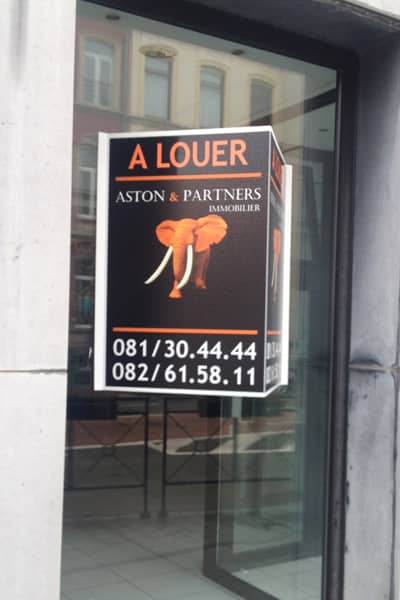 A LOUER
ASTON & PARTNERS
IMMOBILIER
081/30.44.44
082/61.58.11